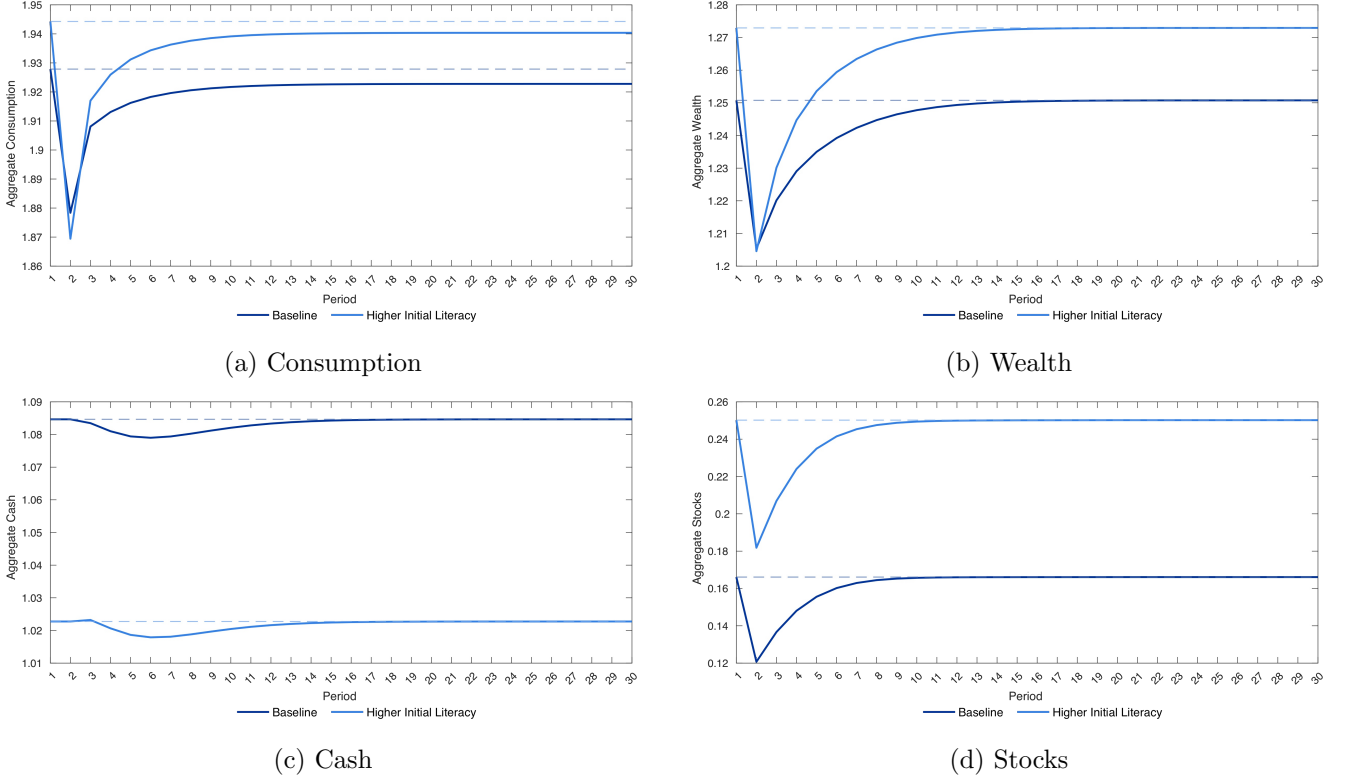 1.95
1.94
1.93
1.92
1.91
1.9
1.89
1.88
1.87
1.86
Aggregate Consumption
1 2 3 4 5 6 7 8 9 10 11 12 13 14 15 16 17 18 19 20 21 22 23 24 25 26 27 28 29 30
Period
Baseline Higher Initial Literacy
(a) Consumption
1.28
1.27
1.26
1.25
1.24
1.23
1.22
1.21
1.2
Aggregate Wealth
1 2 3 4 5 6 7 8 9 10 11 12 13 14 15 16 17 18 19 20 21 22 23 24 25 26 27 28 29 30
Period
Baseline Higher Initial Literacy
(b) Wealth
1.09
1.08
1.07
1.06
1.05
1.04
1.03
1.02
1.01
Aggregate Cash
1 2 3 4 5 6 7 8 9 10 11 12 13 14 15 16 17 18 19 20 21 22 23 24 25 26 27 28 29 30
Period
Baseline Higher Initial Literacy
(c) Cash
0.26
0.24
0.22
0.2
0.18
0.16
0.14
0.12
Aggregate Stocks
1 2 3 4 5 6 7 8 9 10 11 12 13 14 15 16 17 18 19 20 21 22 23 24 25 26 27 28 29 30
Period
Baseline Higher Initial Literacy
(d) Stocks